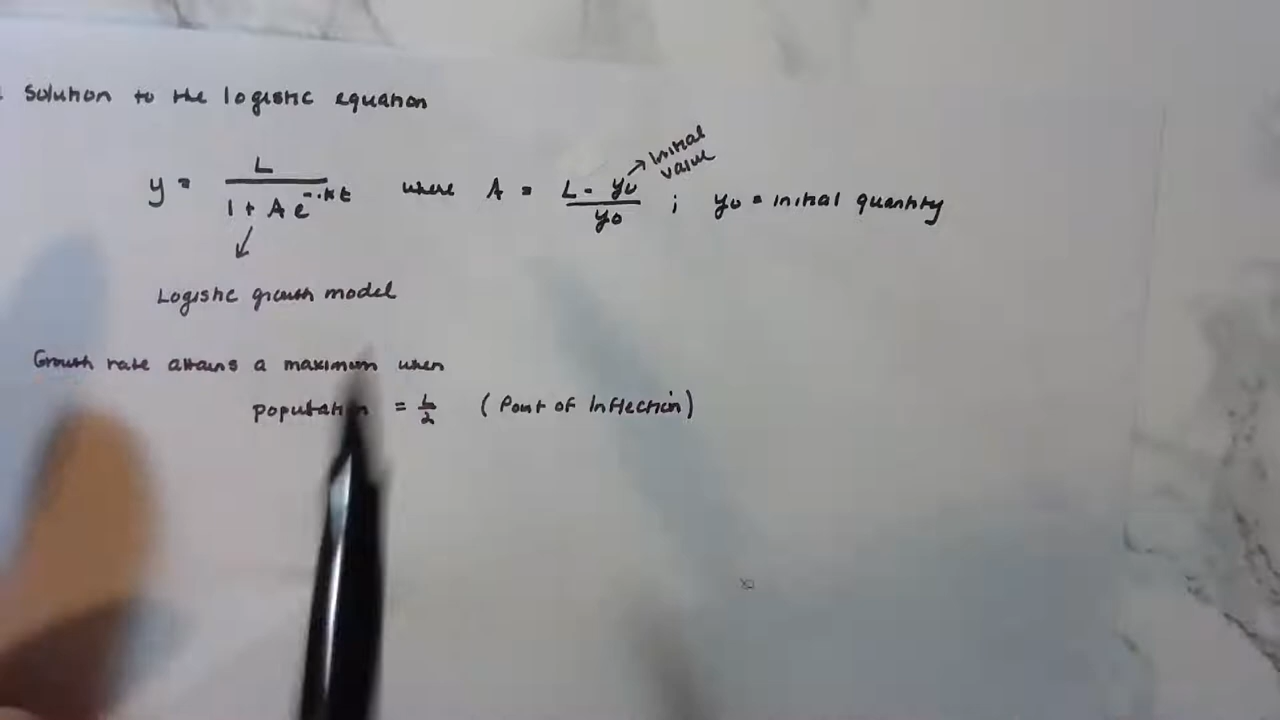 Solution to the logistic equation
y = L / (1 + A e^-kt) where A = (L - y0) / y0 → Initial value ; y0 = initial quantity
Logistic growth model
Growth rate attains a maximum when
population = L/2 (Point of Inflection)